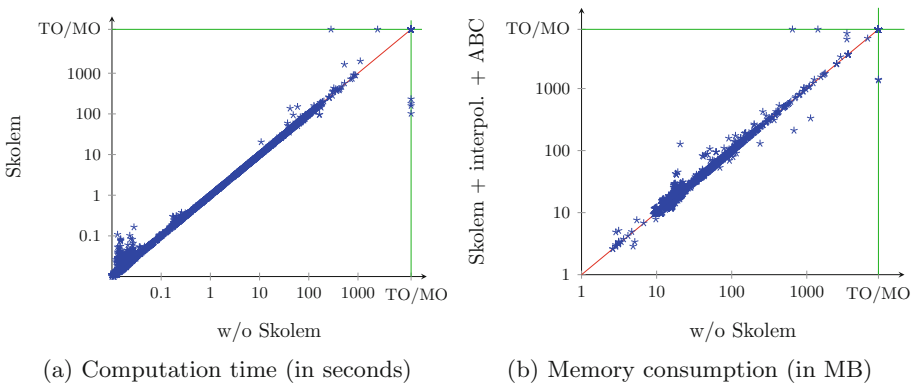 TO/MO
1000
100
10
1
0.1
Skolem
0.1 1 10 100 1000 TO/MO
w/o Skolem
(a) Computation time (in seconds)
TO/MO
1000
100
10
1
Skolem + interpol. + ABC
1 10 100 1000 TO/MO
w/o Skolem
(b) Memory consumption (in MB)